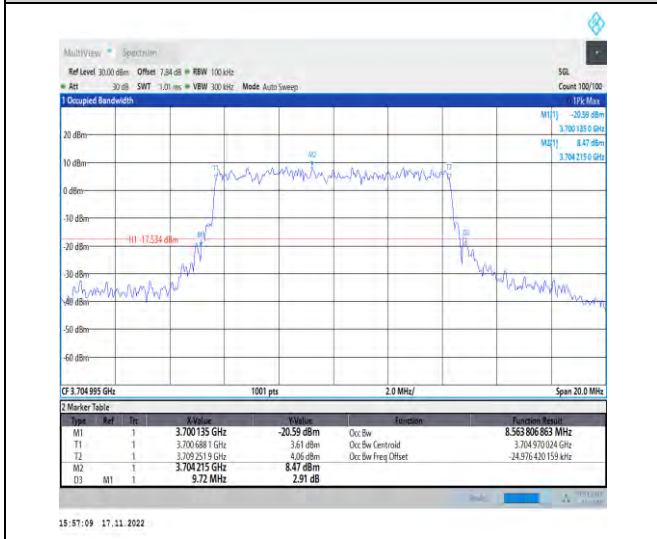 MultiView Spectrum
Ref Level 30.00 dBm Offset 7.84 dB RBW 100 kHz SGL
Att 30 dB SWT 1.01 ms VBW 300 kHz Mode Auto Sweep Count 100/100
1 Occupied Bandwidth 1Pk Max
M1[1] -20.59 dBm
3.700 135 0 GHz
M2[1] 8.47 dBm
3.704 215 0 GHz
20 dBm
10 dBm
0 dBm
-10 dBm
-20 dBm
-30 dBm
-40 dBm
-50 dBm
-60 dBm
H1 -17.534 dBm
T1
M2
T2
M1
D3
CF 3.704 995 GHz 1001 pts 2.0 MHz/ Span 20.0 MHz
2 Marker Table
Type Ref Trc X-Value Y-Value Function Function Result
M1 1 3.700 135 GHz -20.59 dBm Occ Bw 8.563 806 863 MHz
T1 1 3.700 688 1 GHz 3.61 dBm Occ Bw Centroid 3.704 970 024 GHz
T2 1 3.709 251 9 GHz 4.06 dBm Occ Bw Freq Offset -24.976 420 159 kHz
M2 1 3.704 215 GHz 8.47 dBm
D3 M1 1 9.72 MHz 2.91 dB
15:57:09 17.11.2022